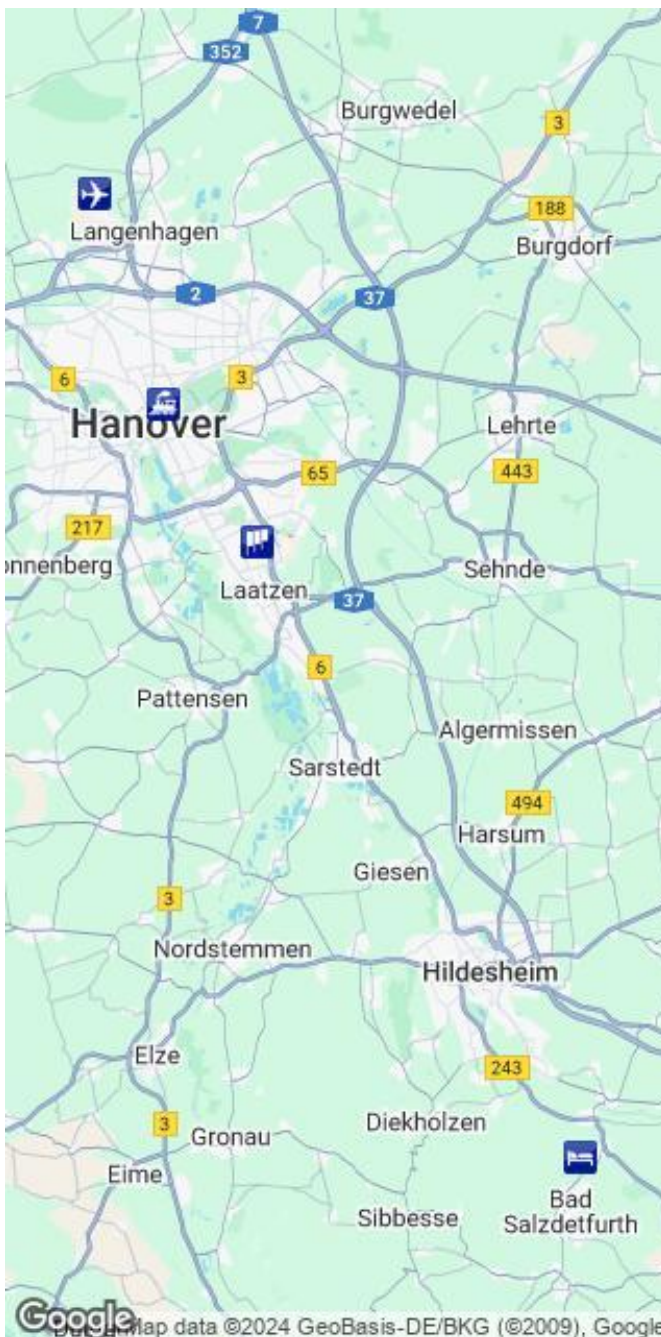 7
352
Burgwedel
3
188
Langenhagen
Burgdorf
2
37
6
3
Hanover
Lehrte
65
443
217
onnenberg
Sehnde
Laatzen
37
6
Pattensen
Algermissen
Sarstedt
494
Harsum
Giesen
3
Nordstemmen
Hildesheim
Elze
243
3
Diekholzen
Gronau
Eime
Bad
Salzdetfurth
Sibbesse
Google
Map data ©2024 GeoBasis-DE/BKG (©2009), Google